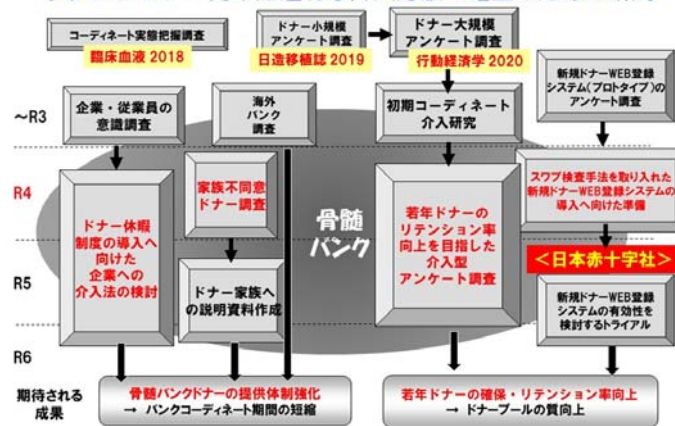 コーディネート実態把握調査
臨床血液 2018
ドナー小規模
アンケート調査
日造移植誌 2019
ドナー大規模
アンケート調査
行動経済学 2020
新規ドナーWEB登録
システム(プロトタイプ)の
アンケート調査
~R3
企業・従業員の
意識調査
海外
バンク
調査
初期コーディネート
介入研究
R4
家族不同意
ドナー調査
スワブ検査手法を取り入れた
新規ドナーWEB登録システムの
導入へ向けた準備
骨髄
バンク
ドナー休暇
制度の導入へ
向けた
企業への
介入法の検討
若年ドナーの
リテンション率
向上を目指した
介入型
アンケート調査
<日本赤十字社>
R5
ドナー家族へ
の説明資料作成
新規ドナーWEB登録
システムの有効性を
検討するトライアル
R6
期待される
成果
骨髄バンクドナーの提供体制強化
→ バンクコーディネート期間の短縮
若年ドナーの確保・リテンション率向上
→ ドナープールの質向上